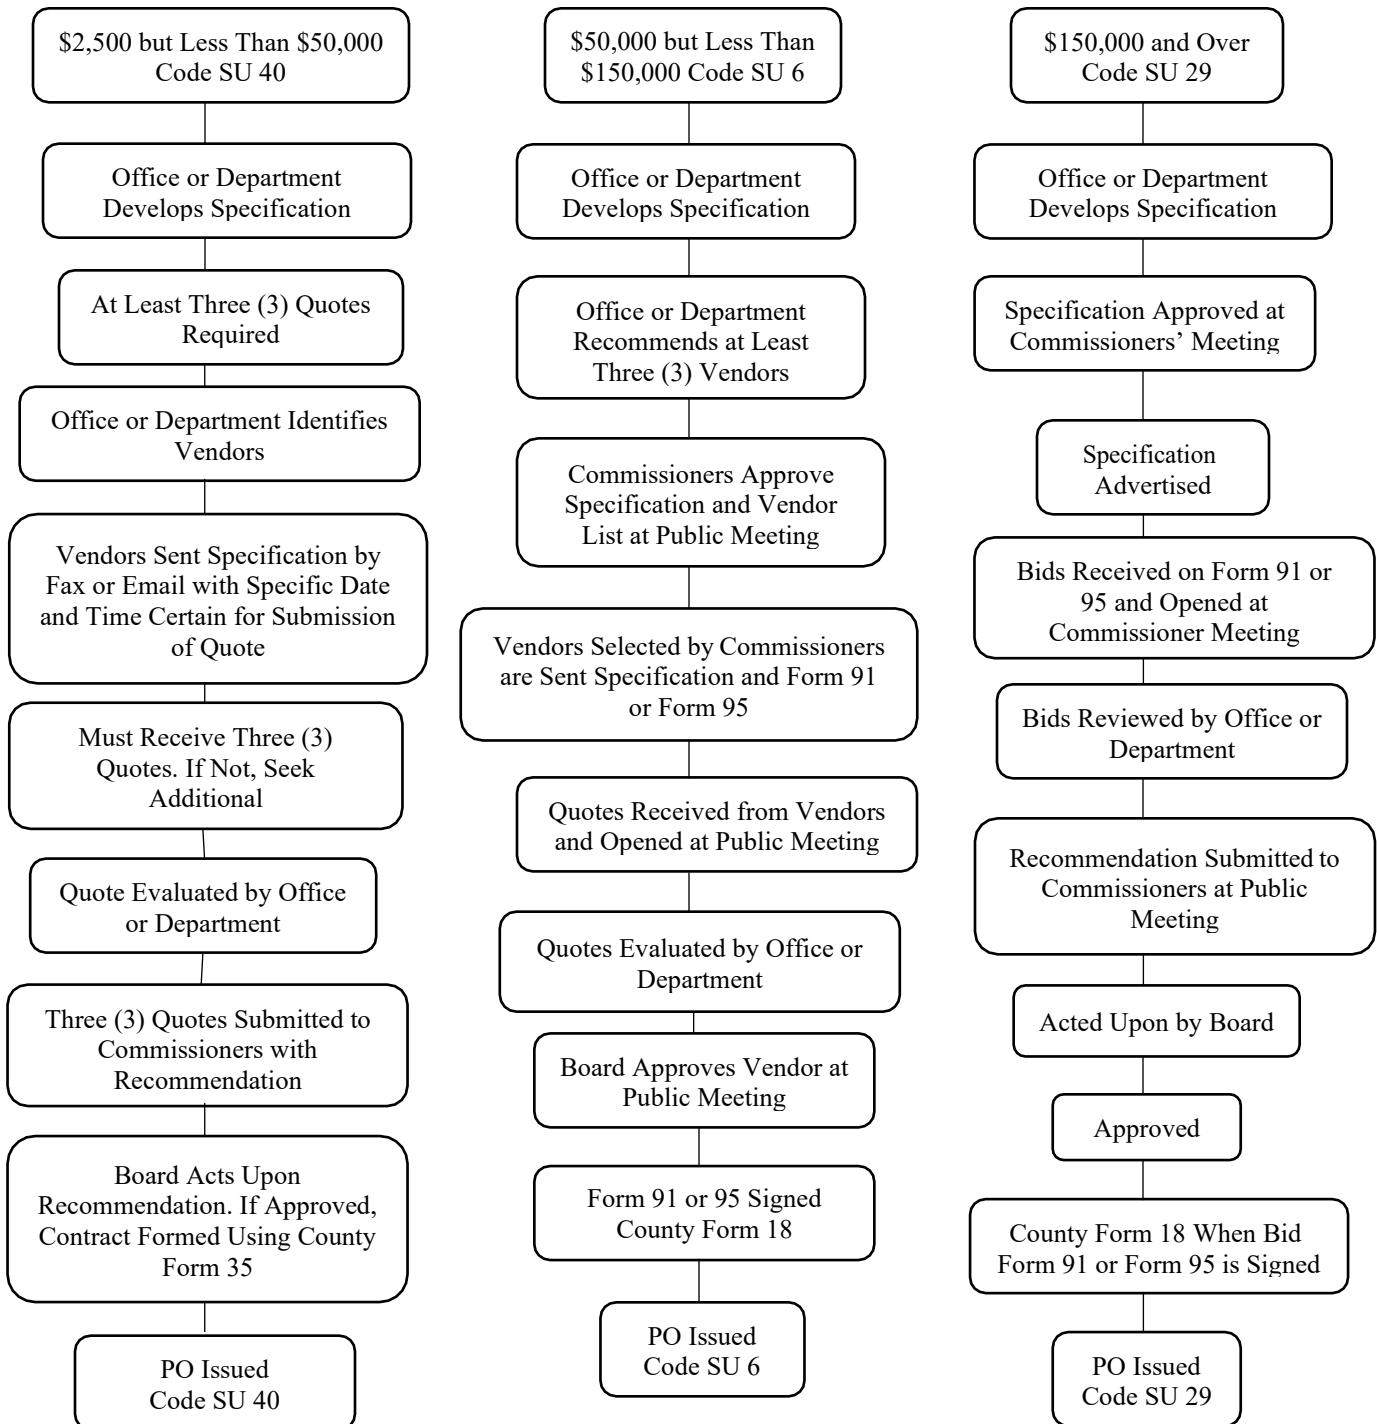 $2,500 but Less Than $50,000
Code SU 40
Office or Department
Develops Specification
At Least Three (3) Quotes
Required
Office or Department Identifies
Vendors
Vendors Sent Specification by
Fax or Email with Specific Date
and Time Certain for Submission
of Quote
Must Receive Three (3)
Quotes. If Not, Seek
Additional
Quote Evaluated by Office
or Department
Three (3) Quotes Submitted to
Commissioners with
Recommendation
Board Acts Upon
Recommendation. If Approved,
Contract Formed Using County
Form 35
PO Issued
Code SU 40
$50,000 but Less Than
$150,000 Code SU 6
Office or Department
Develops Specification
Office or Department
Recommends at Least
Three (3) Vendors
Commissioners Approve
Specification and Vendor
List at Public Meeting
Vendors Selected by Commissioners
are Sent Specification and Form 91
or Form 95
Quotes Received from Vendors
and Opened at Public Meeting
Quotes Evaluated by Office or
Department
Board Approves Vendor at
Public Meeting
Form 91 or 95 Signed
County Form 18
PO Issued
Code SU 6
$150,000 and Over
Code SU 29
Office or Department
Develops Specification
Specification Approved at
Commissioners’ Meeting
Specification
Advertised
Bids Received on Form 91 or
95 and Opened at
Commissioner Meeting
Bids Reviewed by Office or
Department
Recommendation Submitted to
Commissioners at Public
Meeting
Acted Upon by Board
Approved
County Form 18 When Bid
Form 91 or Form 95 is Signed
PO Issued
Code SU 29